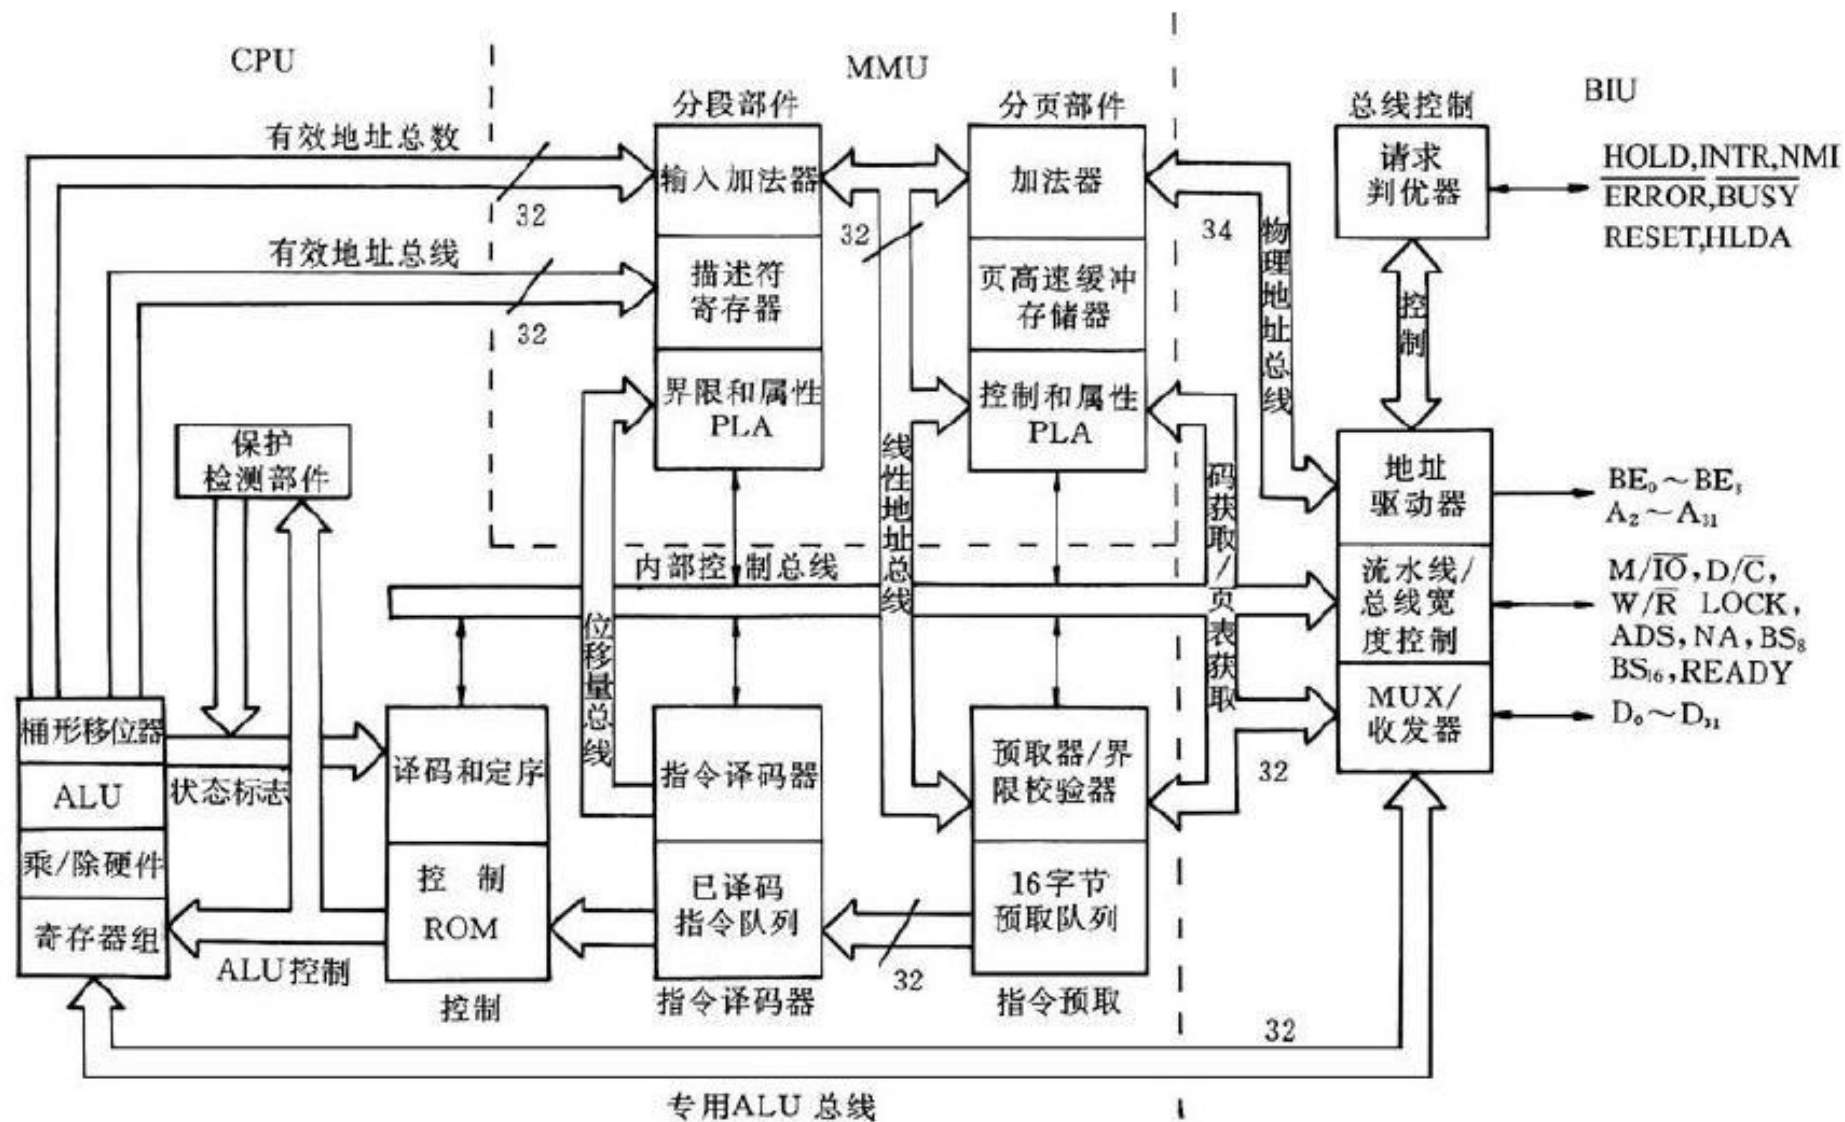 CPU
MMU
BIU
分段部件
分页部件
总线控制
有效地址总数
32
输入加法器
32
加法器
34
请求
判优器
HOLD,INTR,NMI
E̅R̅R̅O̅R̅,B̅U̅S̅Y̅
RESET,HLDA
有效地址总线
32
描述符
寄存器
页高速缓冲
存储器
物理地址总线
控制
界限和属性
PLA
控制和属性
PLA
保护
检测部件
线性地址总线
码获取/页表获取
地址
驱动器
BE₀~BE₃
A₂~A₃₁
内部控制总线
位移量总线
流水线/
总线宽
度控制
M/I̅O̅,D/C̅,
W/R̅ LOCK,
ADS,NA,BS₈
BS₁₆,READY
桶形移位器
ALU
乘/除硬件
寄存器组
状态标志
译码和定序
控 制
ROM
指令译码器
已译码
指令队列
预取器/界
限校验器
16字节
预取队列
MUX/
收发器
D₀~D₃₁
32
ALU控制
控制
指令译码器
32
指令预取
32
专用ALU 总线